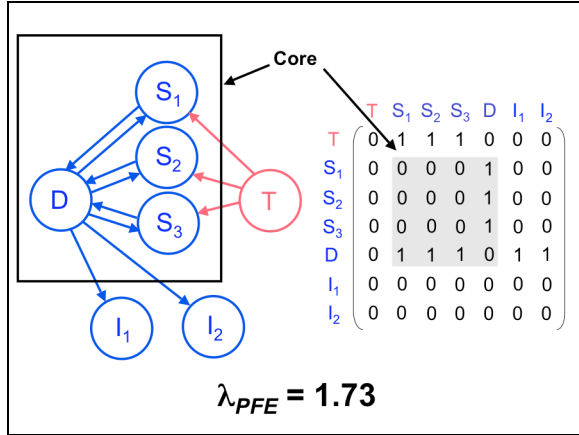 Core
S₁
S₂
S₃
D
T
I₁
I₂
T S₁ S₂ S₃ D I₁ I₂
T 0 1 1 1 0 0 0
S₁ 0 0 0 0 1 0 0
S₂ 0 0 0 0 1 0 0
S₃ 0 0 0 0 1 0 0
D 0 1 1 1 0 1 1
I₁ 0 0 0 0 0 0 0
I₂ 0 0 0 0 0 0 0
λPFE = 1.73